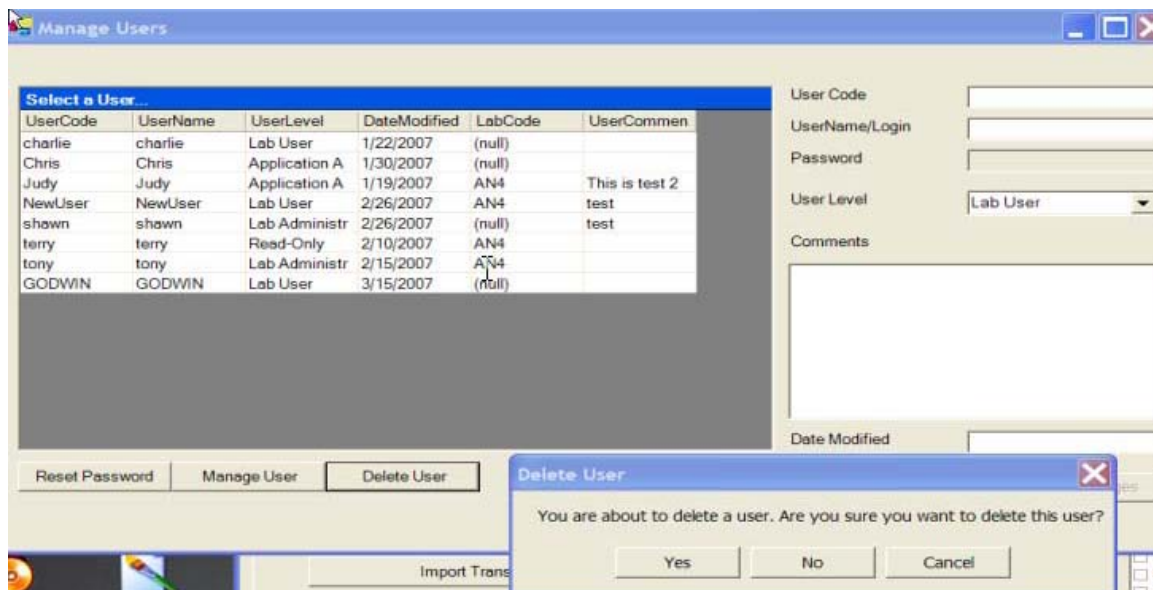 Manage Users
Select a User...
UserCode UserName UserLevel DateModified LabCode UserCommen
charlie charlie Lab User 1/22/2007 (null)
Chris Chris Application A 1/30/2007 (null)
Judy Judy Application A 1/19/2007 AN4 This is test 2
NewUser NewUser Lab User 2/26/2007 AN4 test
shawn shawn Lab Administr 2/26/2007 (null) test
terry terry Read-Only 2/10/2007 AN4
tony tony Lab Administr 2/15/2007 AN4
GODWIN GODWIN Lab User 3/15/2007 (null)
User Code
UserName/Login
Password
User Level Lab User
Comments
Date Modified
Reset Password Manage User Delete User
Delete User
You are about to delete a user. Are you sure you want to delete this user?
Yes No Cancel
Import Trans